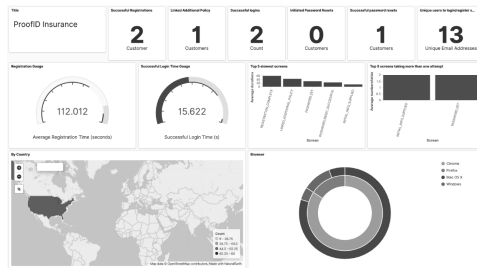 Title
ProofID Insurance
Successful Registrations
2
Customer
Linked Additional Policy
1
Customers
Successful logins
2
Count
Initiated Password Resets
0
Customers
Successful password resets
1
Customers
Unique users to login/register s...
13
Unique Email Addresses
Registration Gauge
112.012
Average Registration Time (seconds)
Successful Login Time Gauge
15.622
Successful Login Time (s)
Top 5 slowest screens
Screen
Top 5 screens taking more than one attempt
Screen
By Country
Count
Map data © OpenStreetMap contributors, Made with NaturalEarth
Browser
Chrome
Firefox
Mac OS X
Windows